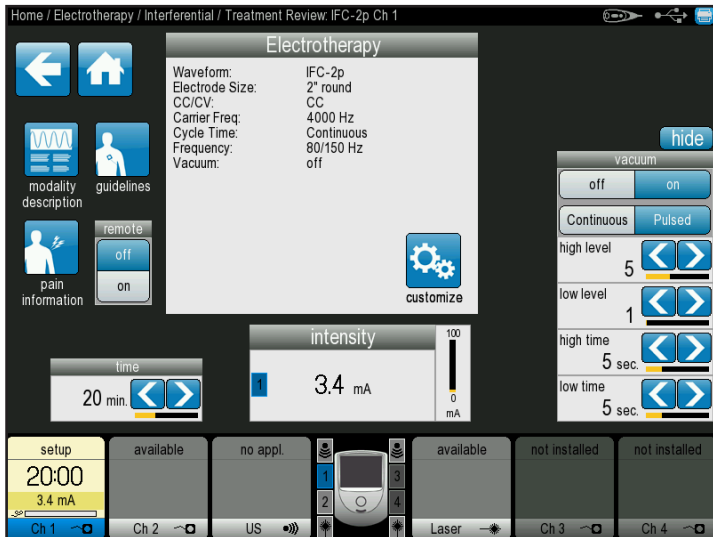 Home / Electrotherapy / Interferential / Treatment Review: IFC-2p Ch 1
Electrotherapy
Waveform: IFC-2p
Electrode Size: 2" round
CC/CV: CC
Carrier Freq: 4000 Hz
Cycle Time: Continuous
Frequency: 80/150 Hz
Vacuum: off
customize
modality
description
guidelines
pain
information
remote
off
on
hide
vacuum
off on
Continuous Pulsed
high level
5
low level
1
high time
5 sec.
low time
5 sec.
intensity
1 3.4 mA
100
0
mA
time
20 min.
setup
20:00
3.4 mA
Ch 1
available
Ch 2
no appl.
US
1
2
3
4
available
Laser
not installed
Ch 3
not installed
Ch 4